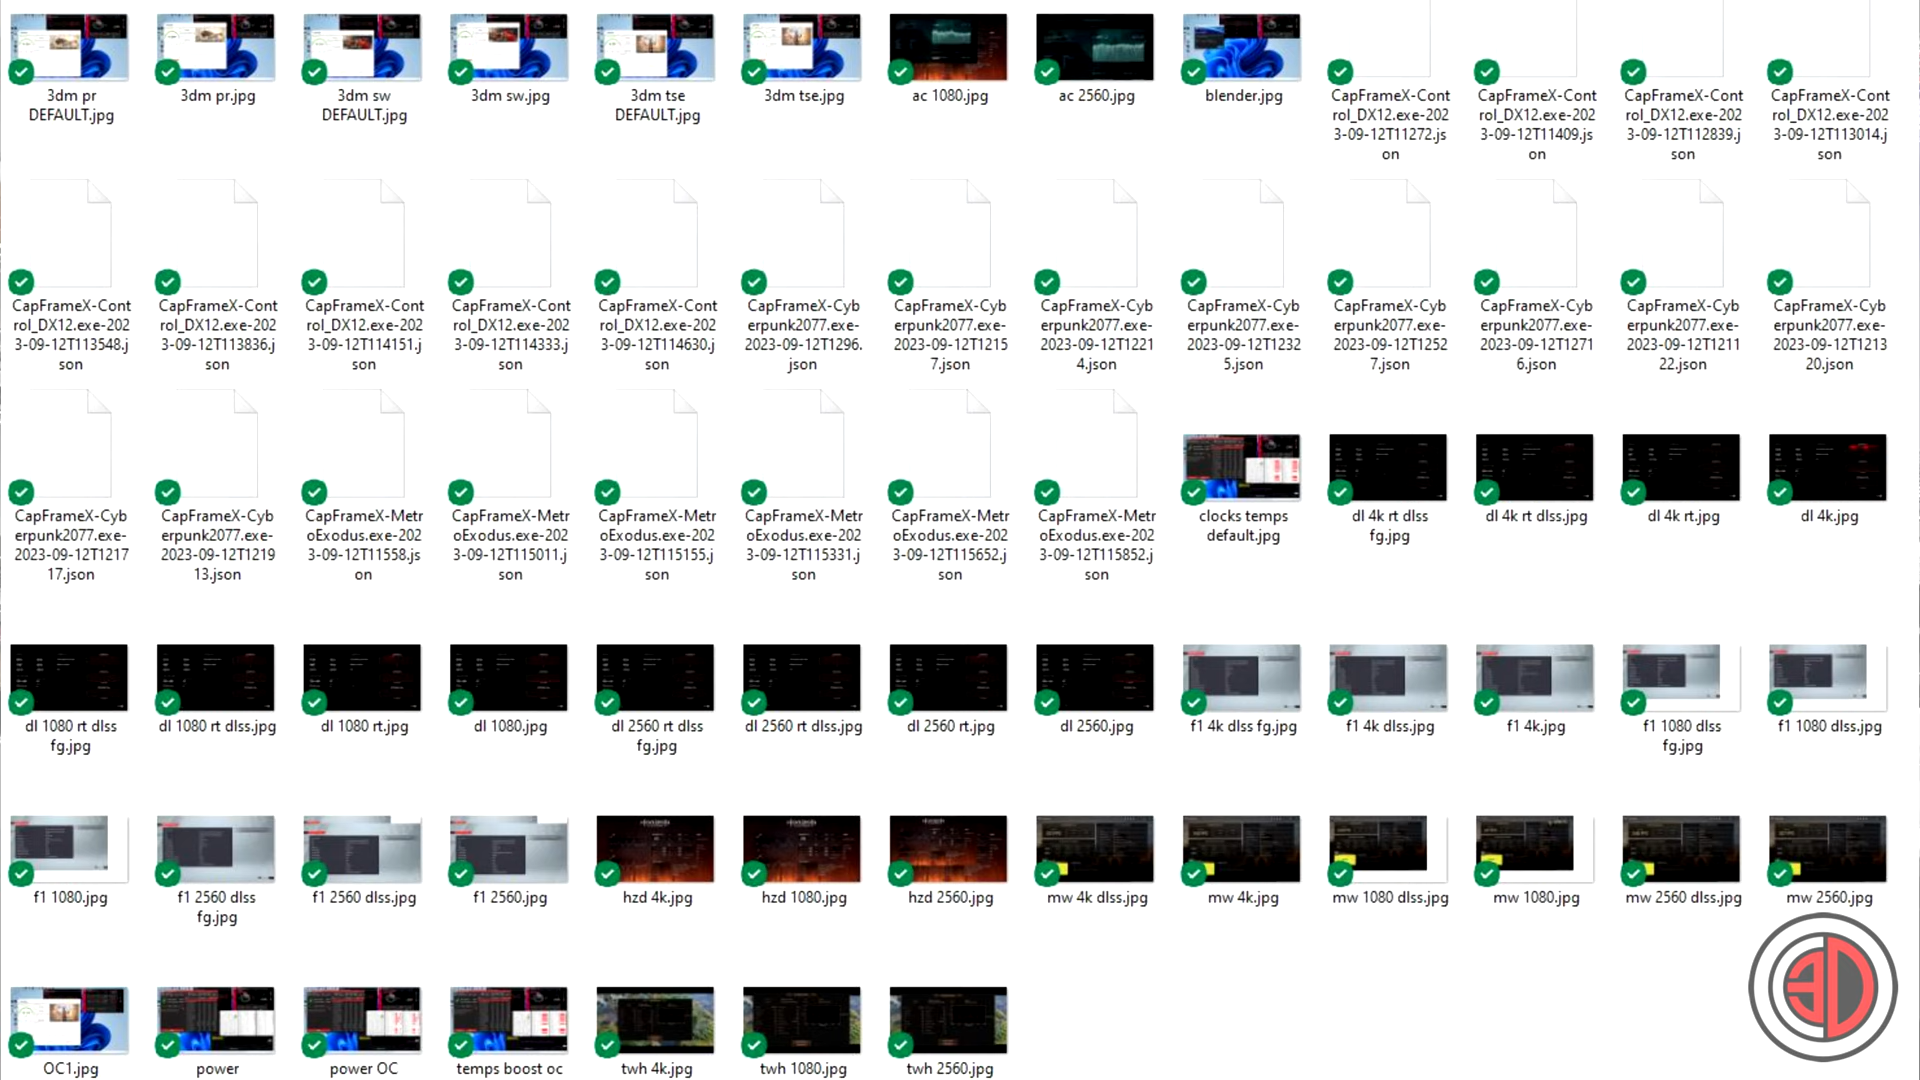 3dm pr
DEFAULT.jpg
3dm pr.jpg
3dm sw
DEFAULT.jpg
3dm sw.jpg
3dm tse
DEFAULT.jpg
3dm tse.jpg
ac 1080.jpg
ac 2560.jpg
blender.jpg
CapFrameX-Cont
rol_DX12.exe-202
3-09-12T11272.js
on
CapFrameX-Cont
rol_DX12.exe-202
3-09-12T11409.js
on
CapFrameX-Cont
rol_DX12.exe-202
3-09-12T112839.j
son
CapFrameX-Cont
rol_DX12.exe-202
3-09-12T113014.j
son
CapFrameX-Cont
rol_DX12.exe-202
3-09-12T113548.j
son
CapFrameX-Cont
rol_DX12.exe-202
3-09-12T113836.j
son
CapFrameX-Cont
rol_DX12.exe-202
3-09-12T114151.j
son
CapFrameX-Cont
rol_DX12.exe-202
3-09-12T114333.j
son
CapFrameX-Cont
rol_DX12.exe-202
3-09-12T114630.j
son
CapFrameX-Cyb
erpunk2077.exe-
2023-09-12T1296.
json
CapFrameX-Cyb
erpunk2077.exe-
2023-09-12T1215
7.json
CapFrameX-Cyb
erpunk2077.exe-
2023-09-12T1221
4.json
CapFrameX-Cyb
erpunk2077.exe-
2023-09-12T1232
5.json
CapFrameX-Cyb
erpunk2077.exe-
2023-09-12T1252
7.json
CapFrameX-Cyb
erpunk2077.exe-
2023-09-12T1271
6.json
CapFrameX-Cyb
erpunk2077.exe-
2023-09-12T1211
22.json
CapFrameX-Cyb
erpunk2077.exe-
2023-09-12T1213
20.json
CapFrameX-Cyb
erpunk2077.exe-
2023-09-12T1217
17.json
CapFrameX-Cyb
erpunk2077.exe-
2023-09-12T1219
13.json
CapFrameX-Metr
oExodus.exe-202
3-09-12T11558.js
on
CapFrameX-Metr
oExodus.exe-202
3-09-12T115011.j
son
CapFrameX-Metr
oExodus.exe-202
3-09-12T115155.j
son
CapFrameX-Metr
oExodus.exe-202
3-09-12T115331.j
son
CapFrameX-Metr
oExodus.exe-202
3-09-12T115652.j
son
CapFrameX-Metr
oExodus.exe-202
3-09-12T115852.j
son
clocks temps
default.jpg
dl 4k rt dlss
fg.jpg
dl 4k rt dlss.jpg
dl 4k rt.jpg
dl 4k.jpg
dl 1080 rt dlss
fg.jpg
dl 1080 rt dlss.jpg
dl 1080 rt.jpg
dl 1080.jpg
dl 2560 rt dlss
fg.jpg
dl 2560 rt dlss.jpg
dl 2560 rt.jpg
dl 2560.jpg
f1 4k dlss fg.jpg
f1 4k dlss.jpg
f1 4k.jpg
f1 1080 dlss
fg.jpg
f1 1080 dlss.jpg
f1 1080.jpg
f1 2560 dlss
fg.jpg
f1 2560 dlss.jpg
f1 2560.jpg
hzd 4k.jpg
hzd 1080.jpg
hzd 2560.jpg
mw 4k dlss.jpg
mw 4k.jpg
mw 1080 dlss.jpg
mw 1080.jpg
mw 2560 dlss.jpg
mw 2560.jpg
OC1.jpg
power
power OC
temps boost oc
twh 4k.jpg
twh 1080.jpg
twh 2560.jpg
3D